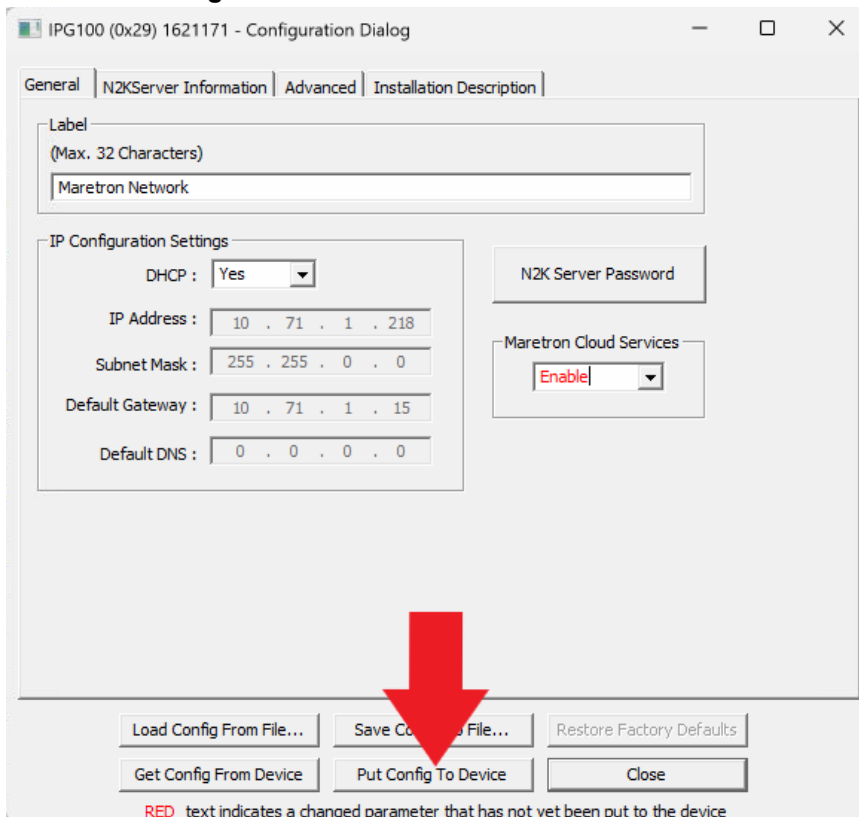 IPG100 (0x29) 1621171 - Configuration Dialog
General N2KServer Information Advanced Installation Description
Label
(Max. 32 Characters)
Maretron Network
IP Configuration Settings
DHCP : Yes
N2K Server Password
IP Address : 10 . 71 . 1 . 218
Maretron Cloud Services
Subnet Mask : 255 . 255 . 0 . 0
Enable
Default Gateway : 10 . 71 . 1 . 15
Default DNS : 0 . 0 . 0 . 0
Load Config From File... Save File... Restore Factory Defaults
Get Config From Device Put Config To Device Close
RED text indicates a changed parameter that has not yet been put to the device